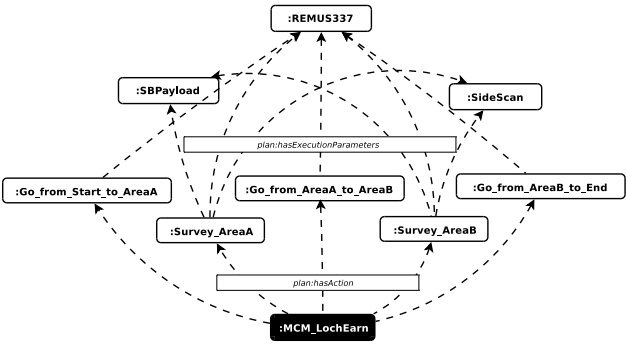 :REMUS337
:SBPayload
:SideScan
plan:hasExecutionParameters
:Go_from_Start_to_AreaA
:Go_from_AreaA_to_AreaB
:Go_from_AreaB_to_End
:Survey_AreaA
:Survey_AreaB
plan:hasAction
:MCM_LochEarn